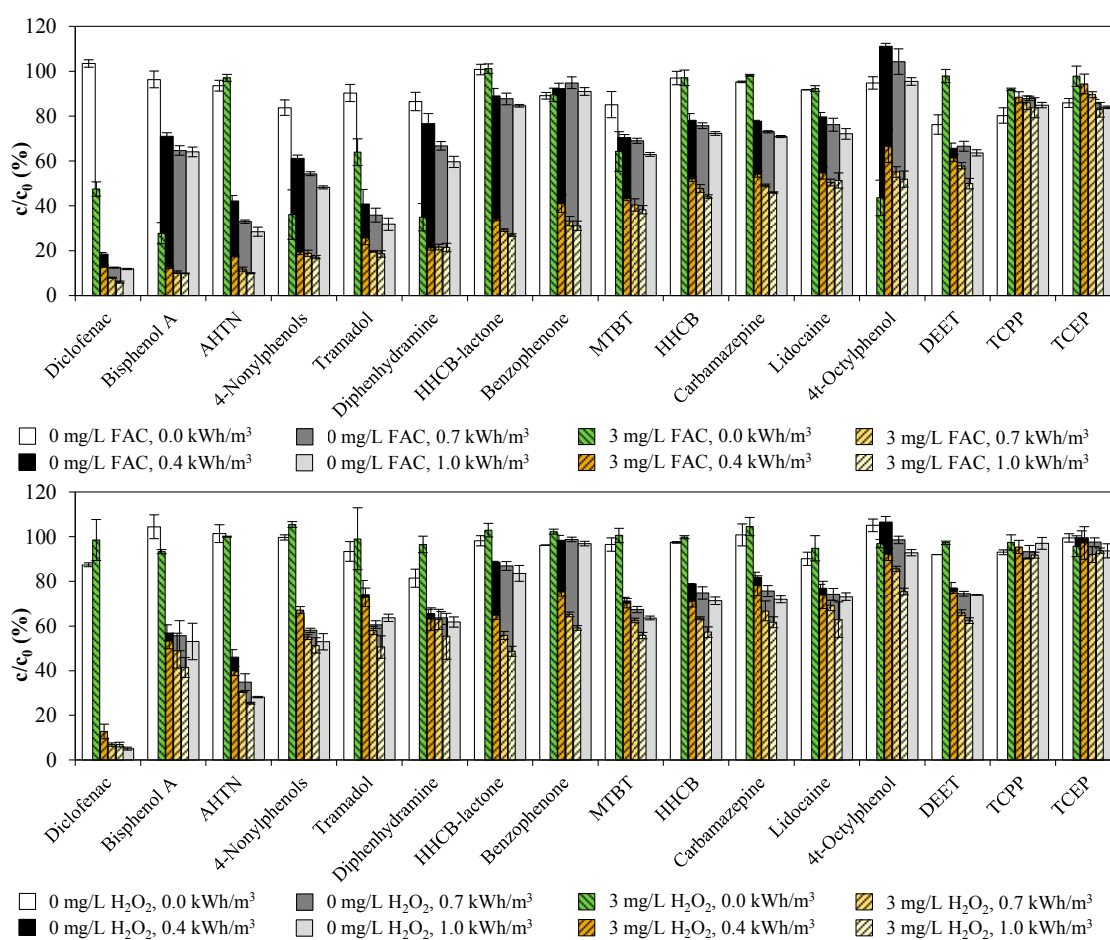 120
100
80
60
40
20
0
c/c₀ (%)
Diclofenac
Bisphenol A
AHTN
4-Nonylphenols
Tramadol
Diphenhydramine
HHCB-lactone
Benzophenone
MTBT
HHCB
Carbamazepine
Lidocaine
4t-Octylphenol
DEET
TCPP
TCEP
0 mg/L FAC, 0.0 kWh/m³ 0 mg/L FAC, 0.7 kWh/m³ 3 mg/L FAC, 0.0 kWh/m³ 3 mg/L FAC, 0.7 kWh/m³
0 mg/L FAC, 0.4 kWh/m³ 0 mg/L FAC, 1.0 kWh/m³ 3 mg/L FAC, 0.4 kWh/m³ 3 mg/L FAC, 1.0 kWh/m³
120
100
80
60
40
20
0
c/c₀ (%)
Diclofenac
Bisphenol A
AHTN
4-Nonylphenols
Tramadol
Diphenydramine
HHCB-lactone
Benzophenone
MTBT
HHCB
Carbamazepine
Lidocaine
4t-Octylphenol
DEET
TCPP
TCEP
0 mg/L H₂O₂, 0.0 kWh/m³ 0 mg/L H₂O₂, 0.7 kWh/m³ 3 mg/L H₂O₂, 0.0 kWh/m³ 3 mg/L H₂O₂, 0.7 kWh/m³
0 mg/L H₂O₂, 0.4 kWh/m³ 0 mg/L H₂O₂, 1.0 kWh/m³ 3 mg/L H₂O₂, 0.4 kWh/m³ 3 mg/L H₂O₂, 1.0 kWh/m³